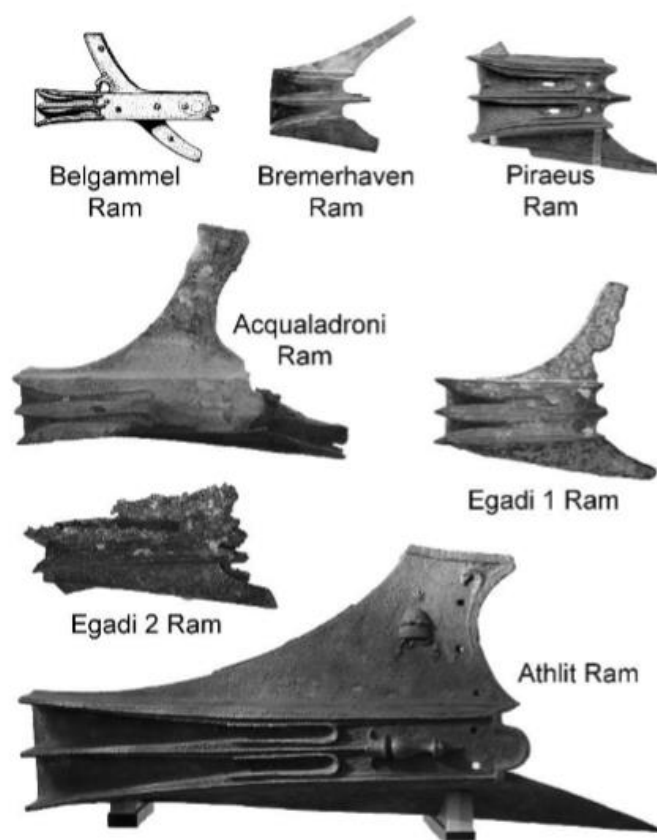 Belgammel
Ram
Bremerhaven
Ram
Piraeus
Ram
Acqualadroni
Ram
Egadi 1 Ram
Egadi 2 Ram
Athlit Ram